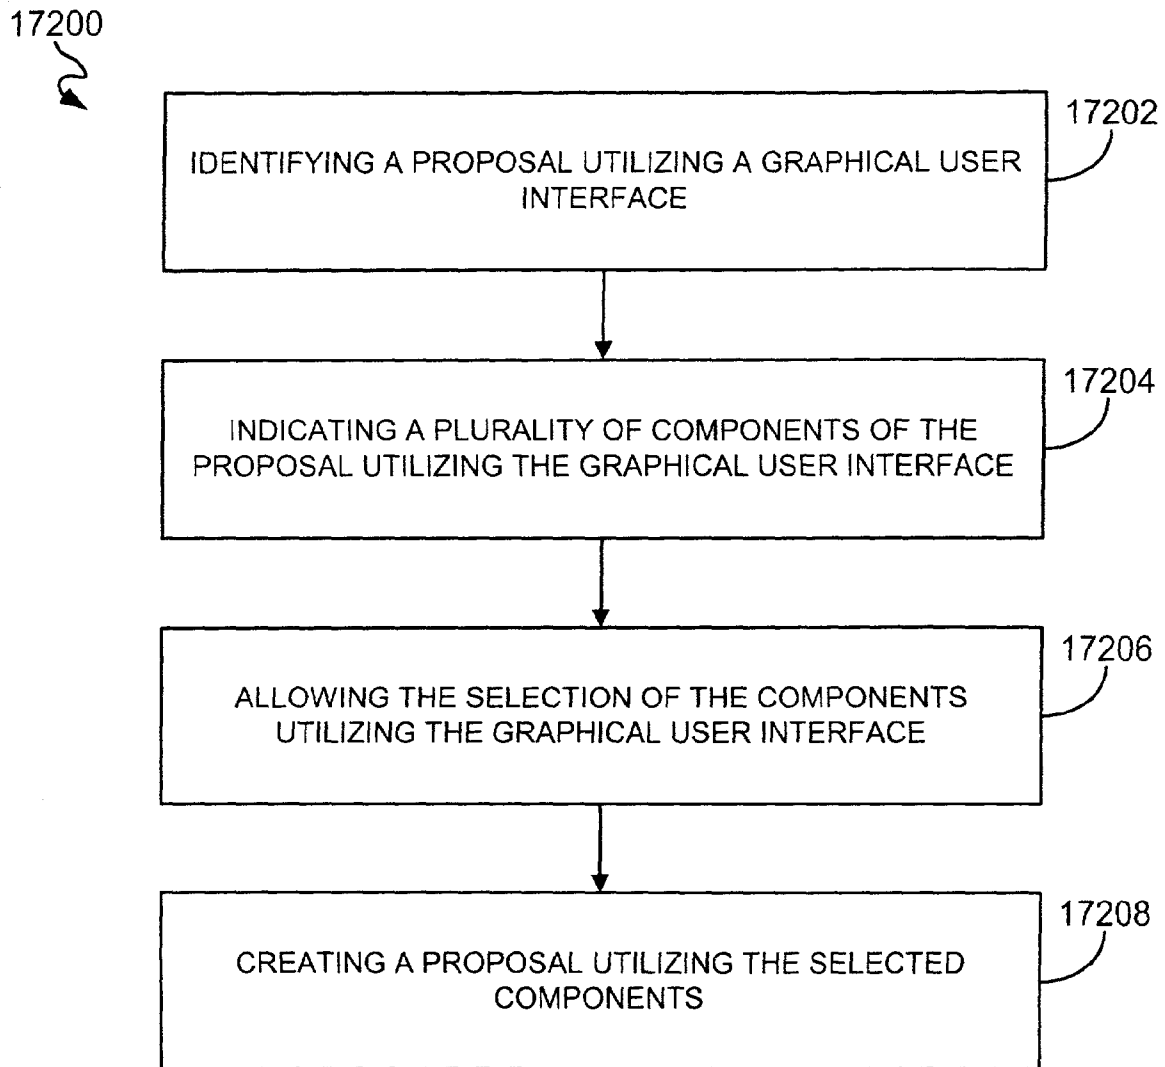 17200
17202
IDENTIFYING A PROPOSAL UTILIZING A GRAPHICAL USER
INTERFACE
17204
INDICATING A PLURALITY OF COMPONENTS OF THE
PROPOSAL UTILIZING THE GRAPHICAL USER INTERFACE
17206
ALLOWING THE SELECTION OF THE COMPONENTS
UTILIZING THE GRAPHICAL USER INTERFACE
17208
CREATING A PROPOSAL UTILIZING THE SELECTED
COMPONENTS